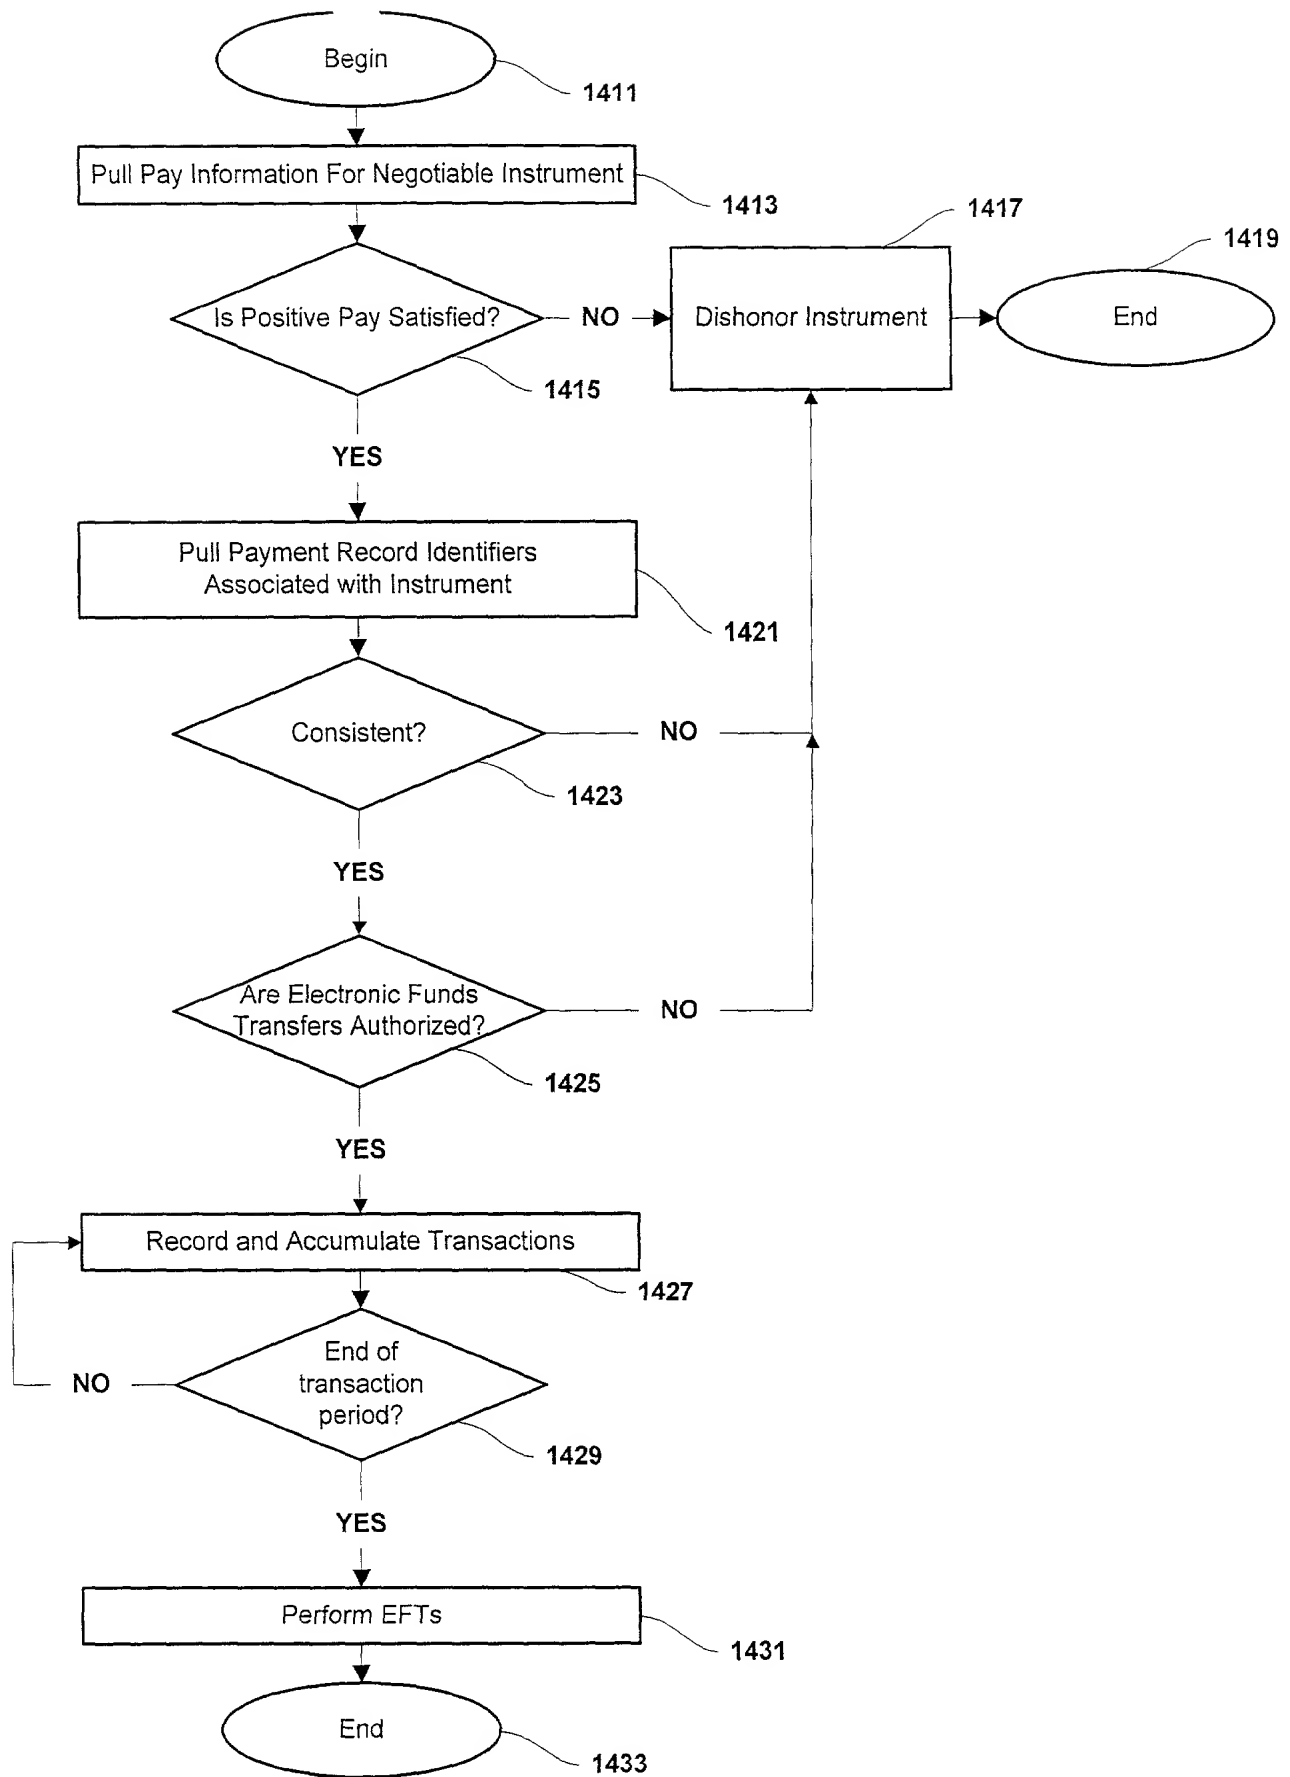 Begin
1411
Pull Pay Information For Negotiable Instrument
1413
Is Positive Pay Satisfied?
1415
NO
Dishonor Instrument
1417
End
1419
YES
Pull Payment Record Identifiers
Associated with Instrument
1421
Consistent?
NO
1423
YES
Are Electronic Funds
Transfers Authorized?
NO
1425
YES
Record and Accumulate Transactions
1427
End of
transaction
period?
NO
1429
YES
Perform EFTs
1431
End
1433